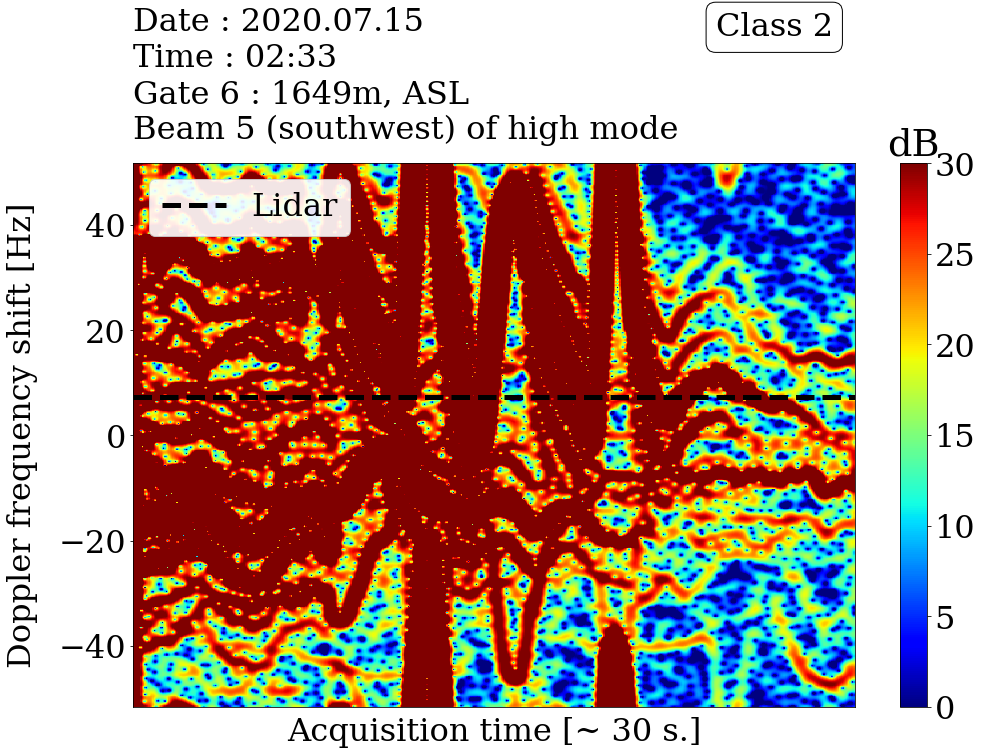 Date : 2020.07.15
Class 2
Time : 02:33
Gate 6 : 1649m, ASL
Beam 5 (southwest) of high mode
dB
Lidar
Doppler frequency shift [Hz]
40
20
0
−20
−40
30
25
20
15
10
5
0
Acquisition time [~ 30 s.]